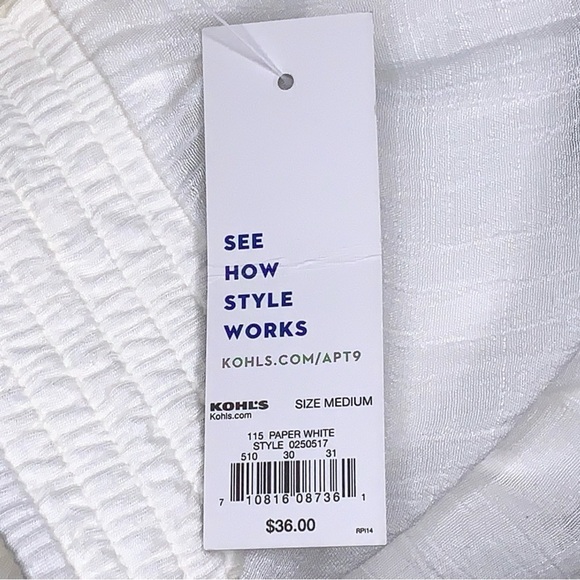 SEE
HOW
STYLE
WORKS
KOHLS.COM/APT9
KOHL'S SIZE MEDIUM
Kohls.com
115 PAPER WHITE
STYLE 0250517
510 30 31
7 10816 08736 1
$36.00 RPI14